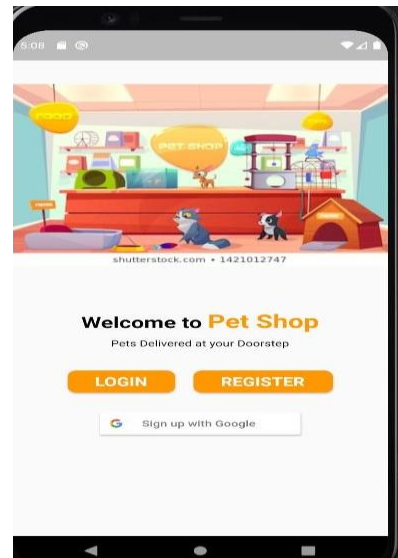 5:08
FOOD
PET SHOP
shutterstock.com • 1421012747
Welcome to Pet Shop
Pets Delivered at your Doorstep
LOGIN REGISTER
G Sign up with Google